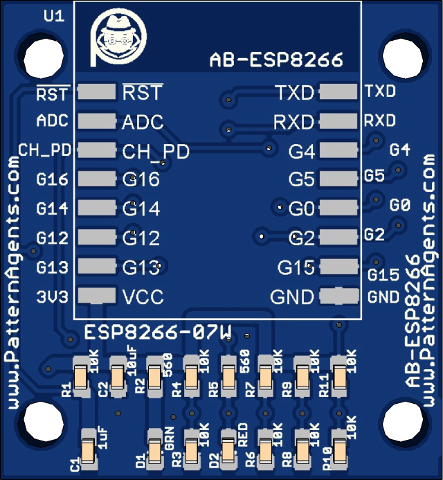 U1
AB-ESP8266
RST RST TXD TXD
ADC ADC RXD RXD
CH_PD CH_PD G4 G4
G16 G16 G5 G5
G14 G14 G0 G0
G12 G12 G2 G2
G13 G13 G15 G15
3V3 VCC GND GND
ESP8266-07W
www.PatternAgents.com
AB-ESP8266
www.PatternAgents.com
R1 10K C2 10uF R2 560 R4 10K R5 560 R7 10K R9 10K R11 10K
C1 1uF D1 GRN R3 10K D2 RED R6 10K R8 10K R10 10K